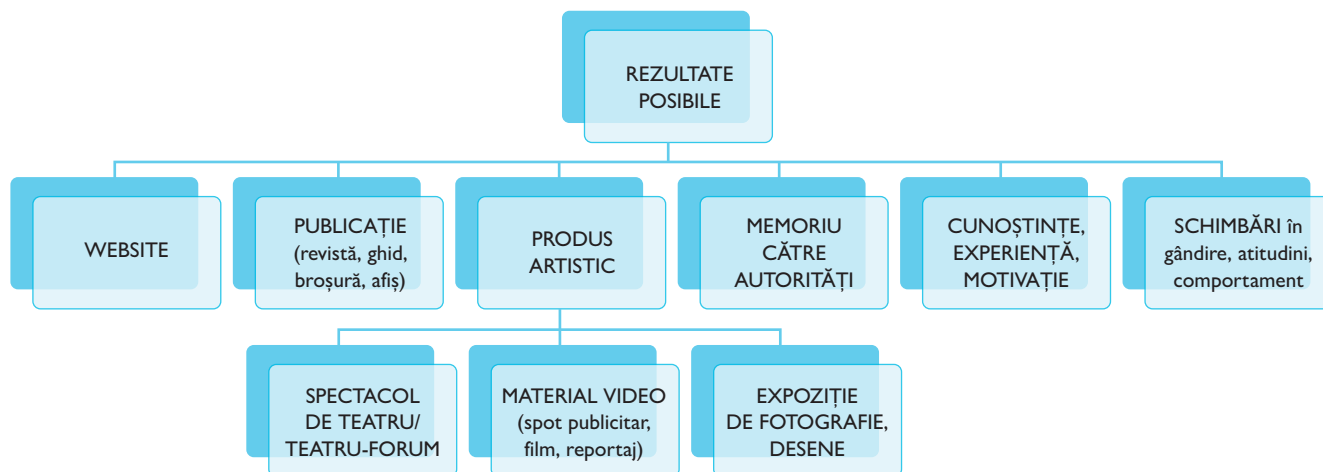 REZULTATE
POSIBILE
WEBSITE
PUBLICAȚIE
(revistă, ghid,
broșură, afiș)
PRODUS
ARTISTIC
MEMORIU
CĂTRE
AUTORITĂȚI
CUNOȘTINȚE,
EXPERIENȚĂ,
MOTIVAȚIE
SCHIMBĂRI în
gândire, atitudini,
comportament
SPECTACOL
DE TEATRU/
TEATRU-FORUM
MATERIAL VIDEO
(spot publicitar,
film, reportaj)
EXPOZIȚIE
DE FOTOGRAFIE,
DESENE